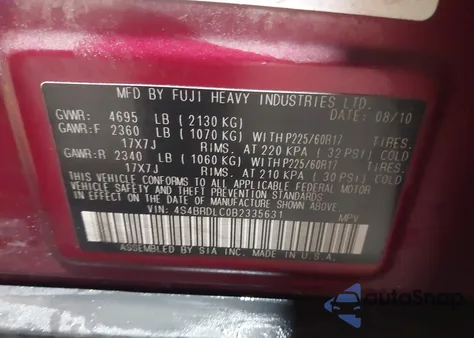 MFD BY FUJI HEAVY INDUSTRIES LTD.
08/10
GVWR: 4695 LB (2130 KG)
GAWR:F 2360 LB (1070 KG) WITH P225/60R17 TIRES.
17X7J RIMS. AT 220 KPA ( 32 PSI) COLD
GAWR:R 2340 LB (1060 KG) WITH P225/60R17 TIRES.
17X7J RIMS. AT 210 KPA ( 30 PSI) COLD
THIS VEHICLE CONFORMS TO ALL APPLICABLE FEDERAL MOTOR
VEHICLE SAFETY AND THEFT PREVENTION STANDARDS
IN EFFECT ON THE DATE OF MANUFACTURE SHOWN ABOVE.
VIN: 4S4BRDLC0B2335631 MPV
ASSEMBLED BY SIA INC. MADE IN U.S.A.
autoSnap